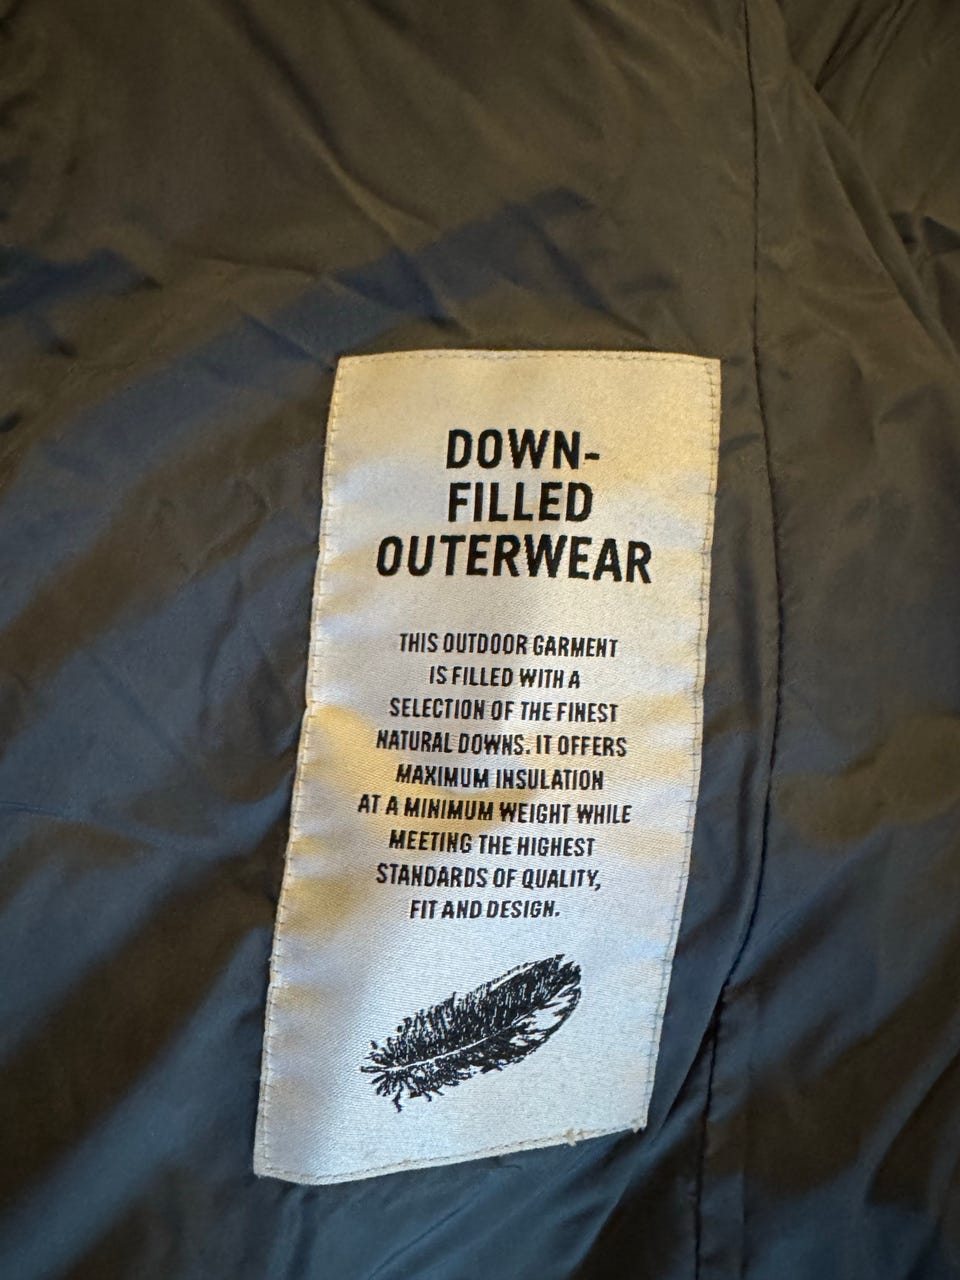 DOWN-
FILLED
OUTERWEAR
THIS OUTDOOR GARMENT
IS FILLED WITH A
SELECTION OF THE FINEST
NATURAL DOWNS. IT OFFERS
MAXIMUM INSULATION
AT A MINIMUM WEIGHT WHILE
MEETING THE HIGHEST
STANDARDS OF QUALITY,
FIT AND DESIGN.